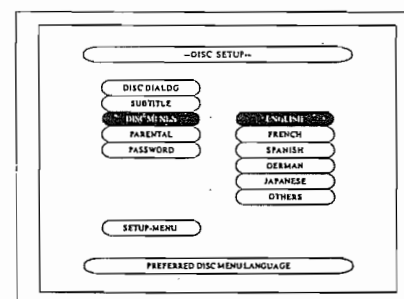 --DISC SETUP--
DISC DIALOG
SUBTITLE
DISC MENUS
PARENTAL
PASSWORD
ENGLISH
FRENCH
SPANISH
GERMAN
JAPANESE
OTHERS
SETUP-MENU
PREFERRED DISC MENU LANGUAGE